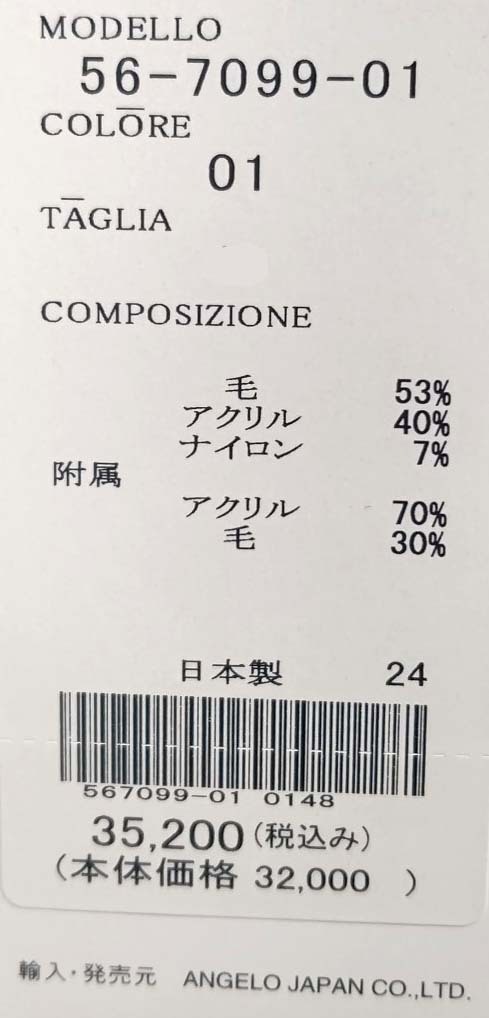 MODELLO
56-7099-01
COLORE
01
TAGLIA
COMPOSIZIONE
毛 53%
アクリル 40%
ナイロン 7%
附属
アクリル 70%
毛 30%
日本製 24
567099-01 0148
35,200(税込み)
(本体価格 32,000 )
輸入・発売元 ANGELO JAPAN CO.,LTD.